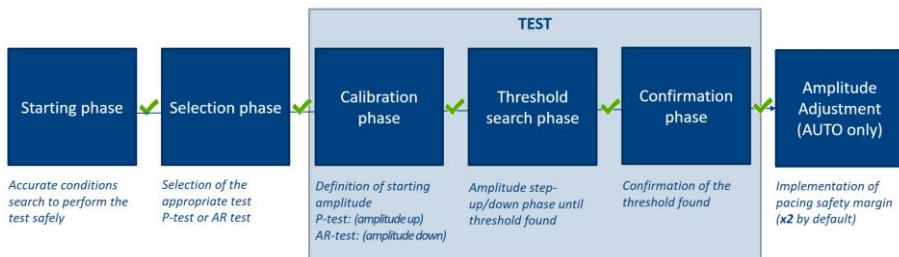 TEST
Starting phase
Selection phase
Calibration
phase
Threshold
search phase
Confirmation
phase
Amplitude
Adjustment
(AUTO only)
Accurate conditions
search to perform the
test safely
Selection of the
appropriate test
P-test or AR test
Definition of starting
amplitude
P-test: (amplitude up)
AR-test: (amplitude down)
Amplitude step-
up/down phase until
threshold found
Confirmation of the
threshold found
Implementation of
pacing safety margin
(x2 by default)